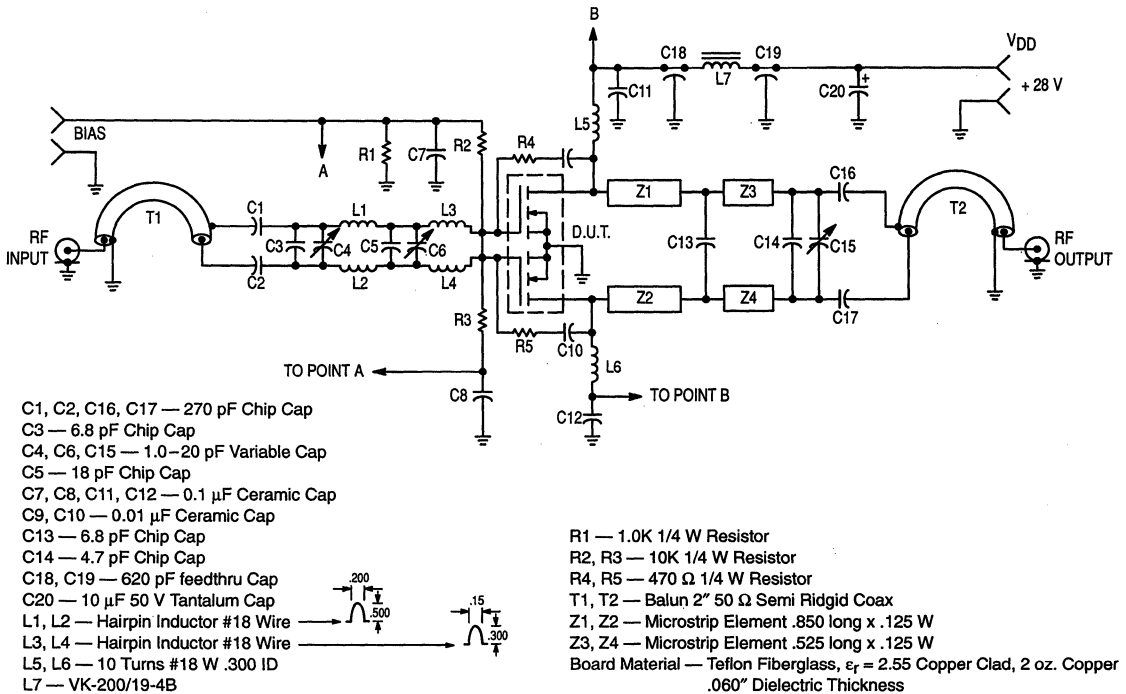 B
C18
C19
VDD
L7
C11
C20
+
+ 28 V
L5
BIAS
R1
C7
R2
R4
A
C16
Z1
Z3
T1
C1
L1
L3
T2
RF
INPUT
C3
C4
C5
C6
D.U.T.
C13
C14
C15
RF
OUTPUT
C2
L2
L4
Z2
Z4
C17
R3
R5
C10
L6
TO POINT A
TO POINT B
C8
C12
C1, C2, C16, C17 — 270 pF Chip Cap
C3 — 6.8 pF Chip Cap
C4, C6, C15 — 1.0–20 pF Variable Cap
C5 — 18 pF Chip Cap
C7, C8, C11, C12 — 0.1 µF Ceramic Cap
C9, C10 — 0.01 µF Ceramic Cap
C13 — 6.8 pF Chip Cap
C14 — 4.7 pF Chip Cap
C18, C19 — 620 pF feedthru Cap
C20 — 10 µF 50 V Tantalum Cap
L1, L2 — Hairpin Inductor #18 Wire
.200
.500
L3, L4 — Hairpin Inductor #18 Wire
.15
.300
L5, L6 — 10 Turns #18 W .300 ID
L7 — VK-200/19-4B
R1 — 1.0K 1/4 W Resistor
R2, R3 — 10K 1/4 W Resistor
R4, R5 — 470 Ω 1/4 W Resistor
T1, T2 — Balun 2″ 50 Ω Semi Ridgid Coax
Z1, Z2 — Microstrip Element .850 long x .125 W
Z3, Z4 — Microstrip Element .525 long x .125 W
Board Material — Teflon Fiberglass, εr = 2.55 Copper Clad, 2 oz. Copper
.060″ Dielectric Thickness